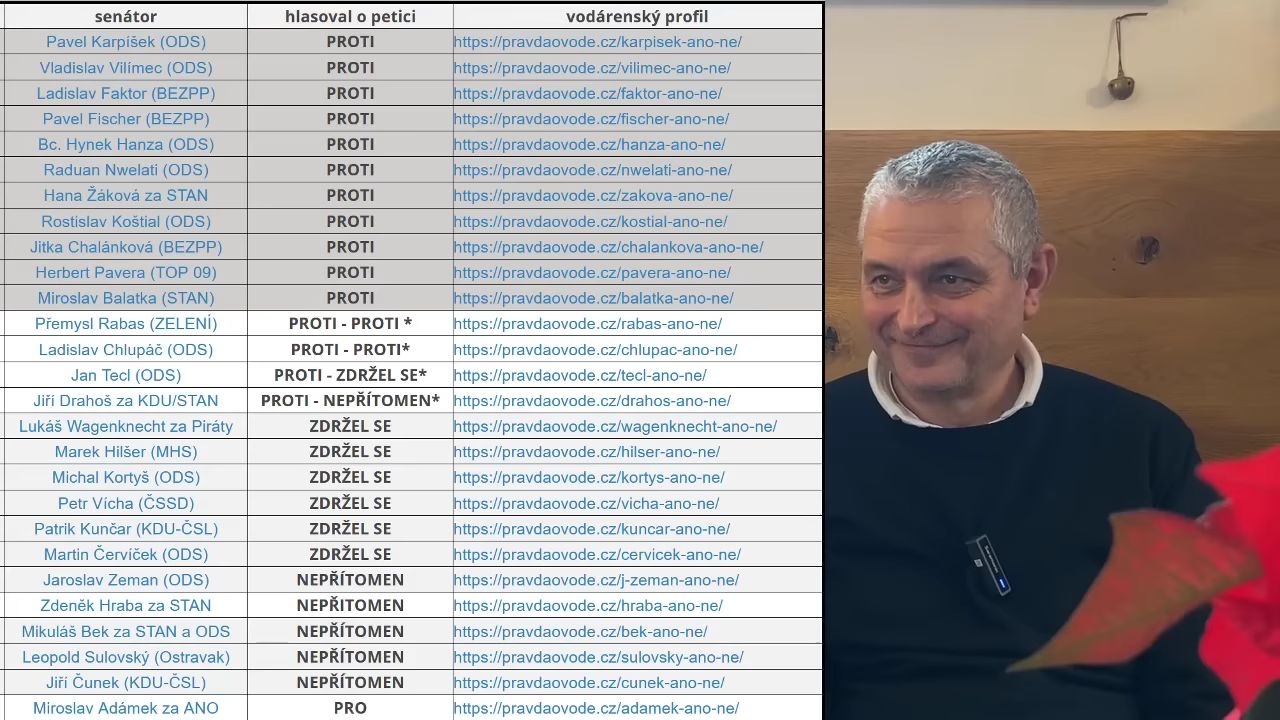 senátor hlasoval o petici vodárenský profil
Pavel Karpíšek (ODS) PROTI https://pravdaovode.cz/karpisek-ano-ne/
Vladislav Vilímec (ODS) PROTI https://pravdaovode.cz/vilimec-ano-ne/
Ladislav Faktor (BEZPP) PROTI https://pravdaovode.cz/faktor-ano-ne/
Pavel Fischer (BEZPP) PROTI https://pravdaovode.cz/fischer-ano-ne/
Bc. Hynek Hanza (ODS) PROTI https://pravdaovode.cz/hanza-ano-ne/
Raduan Nwelati (ODS) PROTI https://pravdaovode.cz/nwelati-ano-ne/
Hana Žáková za STAN PROTI https://pravdaovode.cz/zakova-ano-ne/
Rostislav Koštial (ODS) PROTI https://pravdaovode.cz/kostial-ano-ne/
Jitka Chalánková (BEZPP) PROTI https://pravdaovode.cz/chalankova-ano-ne/
Herbert Pavera (TOP 09) PROTI https://pravdaovode.cz/pavera-ano-ne/
Miroslav Balatka (STAN) PROTI https://pravdaovode.cz/balatka-ano-ne/
Přemysl Rabas (ZELENÍ) PROTI - PROTI * https://pravdaovode.cz/rabas-ano-ne/
Ladislav Chlupáč (ODS) PROTI - PROTI* https://pravdaovode.cz/chlupac-ano-ne/
Jan Tecl (ODS) PROTI - ZDRŽEL SE* https://pravdaovode.cz/tecl-ano-ne/
Jiří Drahoš za KDU/STAN PROTI - NEPŘÍTOMEN* https://pravdaovode.cz/drahos-ano-ne/
Lukáš Wagenknecht za Piráty ZDRŽEL SE https://pravdaovode.cz/wagenknecht-ano-ne/
Marek Hilšer (MHS) ZDRŽEL SE https://pravdaovode.cz/hilser-ano-ne/
Michal Kortyš (ODS) ZDRŽEL SE https://pravdaovode.cz/kortys-ano-ne/
Petr Vícha (ČSSD) ZDRŽEL SE https://pravdaovode.cz/vicha-ano-ne/
Patrik Kunčar (KDU-ČSL) ZDRŽEL SE https://pravdaovode.cz/kuncar-ano-ne/
Martin Červíček (ODS) ZDRŽEL SE https://pravdaovode.cz/cervicek-ano-ne/
Jaroslav Zeman (ODS) NEPŘÍTOMEN https://pravdaovode.cz/j-zeman-ano-ne/
Zdeněk Hraba za STAN NEPŘITOMEN https://pravdaovode.cz/hraba-ano-ne/
Mikuláš Bek za STAN a ODS NEPŘÍTOMEN https://pravdaovode.cz/bek-ano-ne/
Leopold Sulovský (Ostravak) NEPŘÍTOMEN https://pravdaovode.cz/sulovsky-ano-ne/
Jiří Čunek (KDU-ČSL) NEPŘÍTOMEN https://pravdaovode.cz/cunek-ano-ne/
Miroslav Adámek za ANO PRO https://pravdaovode.cz/adamek-ano-ne/